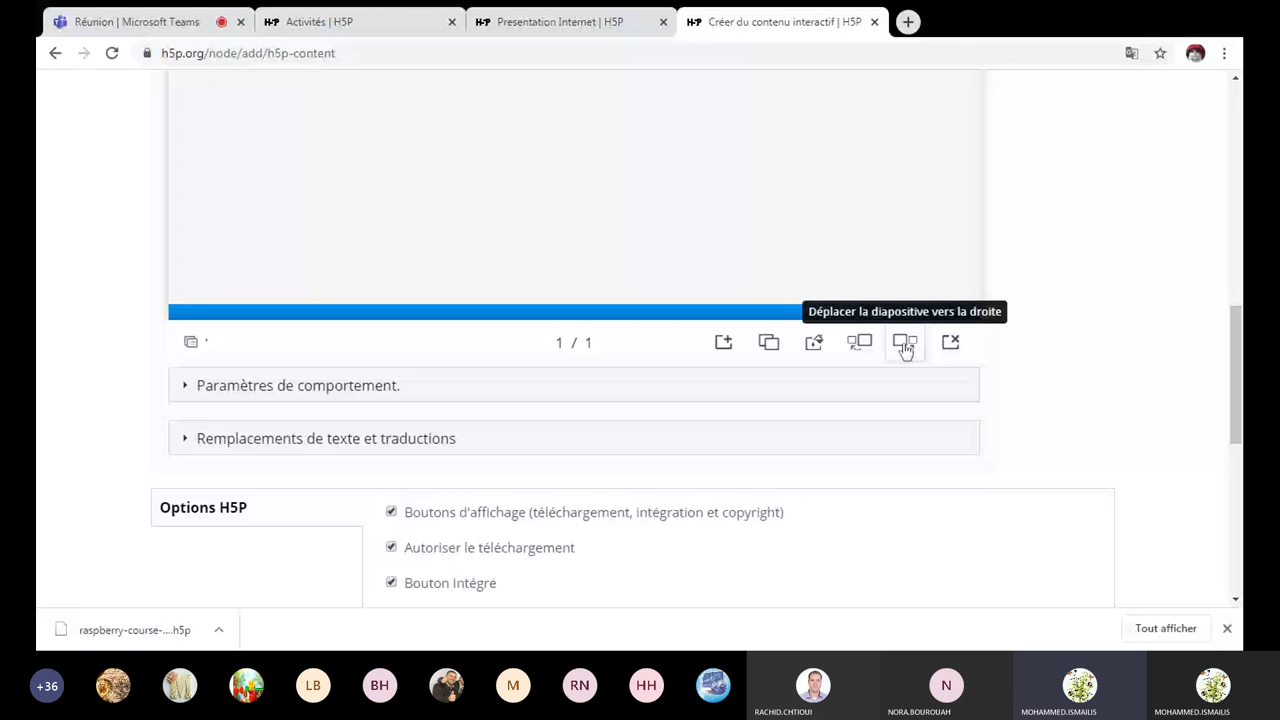 Réunion | Microsoft Teams
H-P Activités | H5P
H-P Presentation Internet | H5P
H-P Créer du contenu interactif | H5P
h5p.org/node/add/h5p-content
Déplacer la diapositive vers la droite
1 / 1
Paramètres de comportement.
Remplacements de texte et traductions
Options H5P
Boutons d'affichage (téléchargement, intégration et copyright)
Autoriser le téléchargement
Bouton Intégré
raspberry-course-....h5p
Tout afficher
+36
LB
BH
M
RN
HH
N
RACHID.CHTIOUI
NORA.BOUROUAH
MOHAMMED.ISMAILIS
MOHAMMED.ISMAILIS